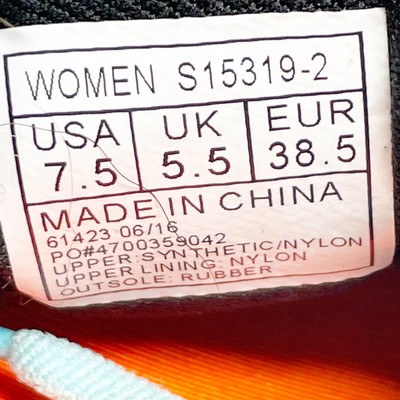 WOMEN S15319-2
USA UK EUR
7.5 5.5 38.5
MADE IN CHINA
61423 06/16
PO#4700359042
UPPER:SYNTHETIC/NYLON
UPPER LINING: NYLON
OUTSOLE: RUBBER